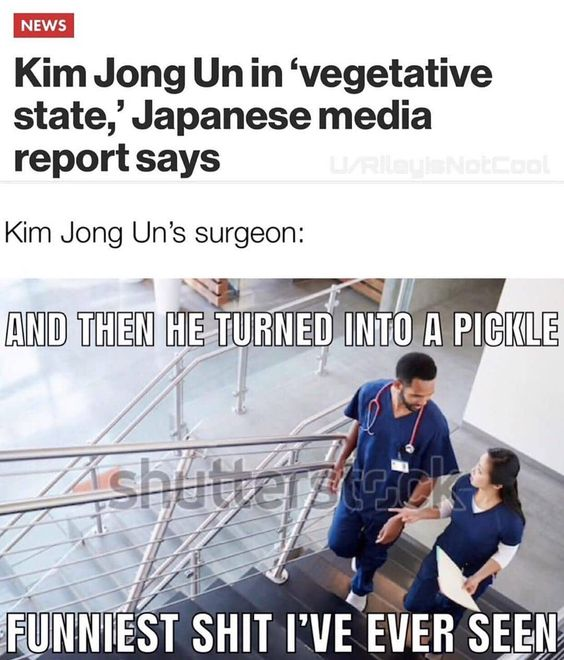 NEWS
Kim Jong Un in ‘vegetative
state,’ Japanese media
report says
U/RileyIsNotCool
Kim Jong Un’s surgeon:
AND THEN HE TURNED INTO A PICKLE
shutterstock
FUNNIEST SHIT I'VE EVER SEEN